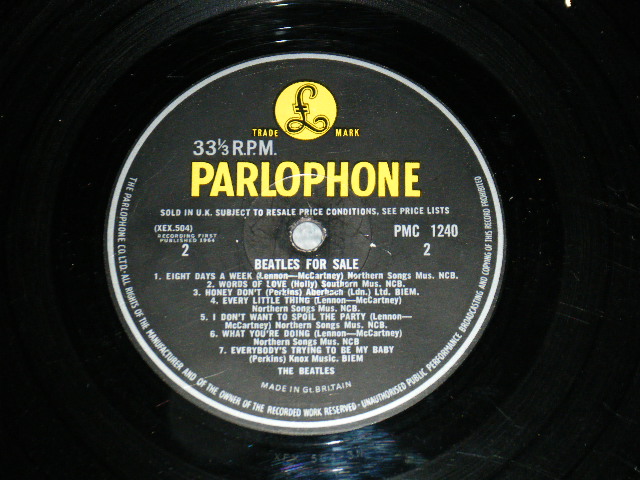 £
TRADE MARK
33⅓ R.P.M.
PARLOPHONE
SOLD IN U.K. SUBJECT TO RESALE PRICE CONDITIONS, SEE PRICE LISTS
(XEX.504)
RECORDING FIRST
PUBLISHED 1964
2
PMC 1240
2
BEATLES FOR SALE
1. EIGHT DAYS A WEEK (Lennon—McCartney) Northern Songs Mus. NCB.
2. WORDS OF LOVE (Holly) Southern Mus. NCB.
3. HONEY DON'T (Perkins) Aberbach (Ldn.) Ltd. BIEM.
4. EVERY LITTLE THING (Lennon—McCartney)
Northern Songs Mus. NCB.
5. I DON'T WANT TO SPOIL THE PARTY (Lennon—
McCartney) Northern Songs Mus. NCB.
6. WHAT YOU'RE DOING (Lennon—McCartney)
Northern Songs Mus. NCB
7. EVERYBODY'S TRYING TO BE MY BABY
(Perkins) Knox Music. BIEM
THE BEATLES
MADE IN Gt. BRITAIN
THE PARLOPHONE CO. LTD. ALL RIGHTS OF THE MANUFACTURER AND OF THE OWNER OF THE RECORDED WORK RESERVED · UNAUTHORISED PUBLIC PERFORMANCE BROADCASTING AND COPYING OF THIS RECORD PROHIBITED